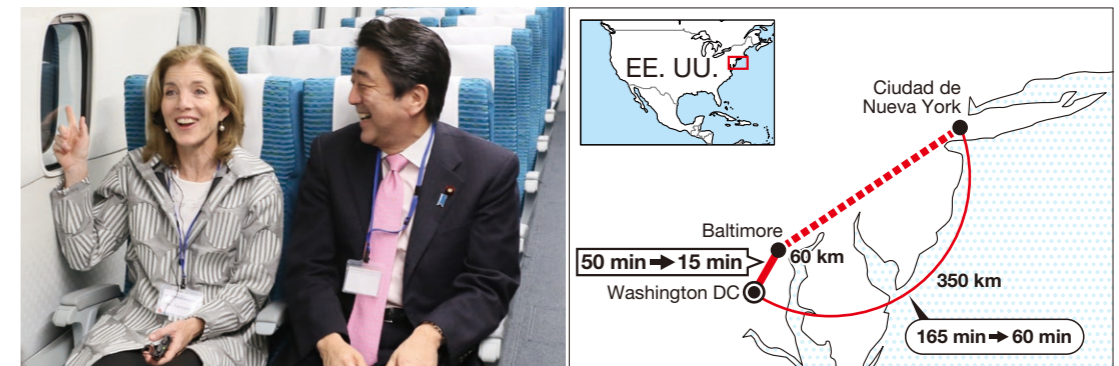 EE. UU.
Ciudad de
Nueva York
Baltimore
50 min➡15 min
60 km
Washington DC
350 km
165 min➡60 min